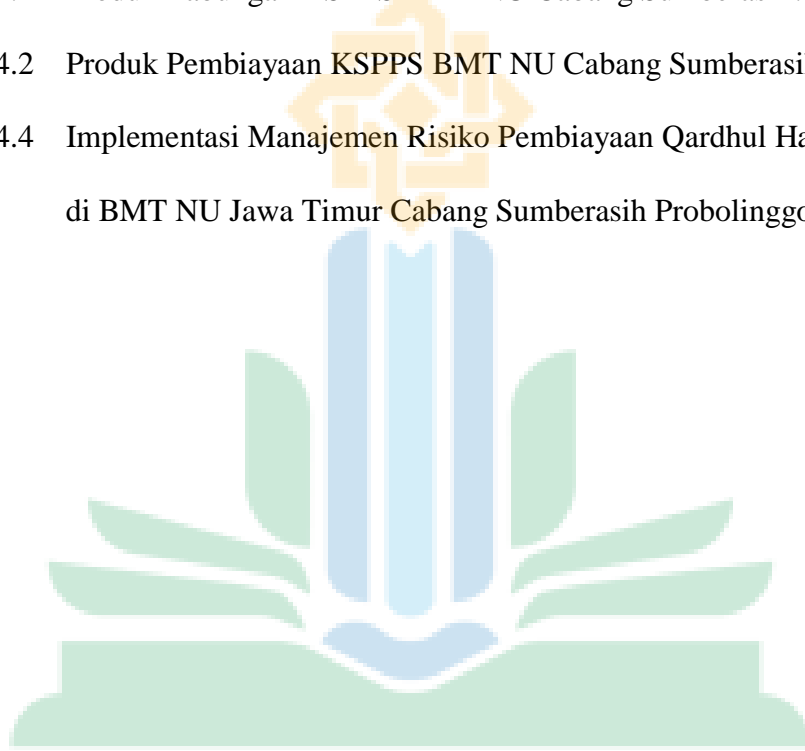 4.2 Produk Pembiayaan KSPPS BMT NU Cabang Sumberasi
4.4 Implementasi Manajemen Risiko Pembiayaan Qardhul Ha
di BMT NU Jawa Timur Cabang Sumberasih Probolinggo